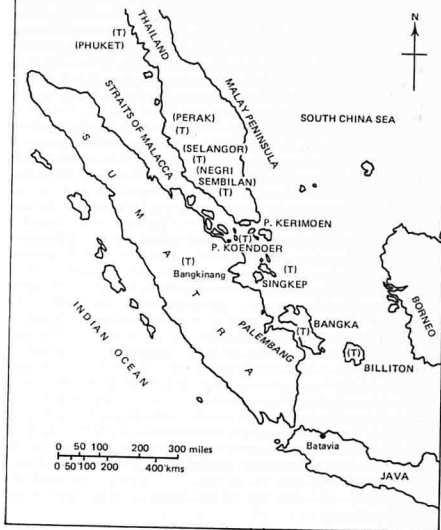 N
(T)
(PHUKET)
THAILAND
STRAITS OF MALACCA
MALAY PENINSULA
(PERAK)
(T)
SOUTH CHINA SEA
(SELANGOR)
(T)
(NEGRI
SEMBILAN)
(T)
P. KERIMOEN
(T)
P. KOENDOER
(T)
Bangkinang
(T)
SINGKEP
SUMATRA
BORNEO
PALEMBANG
BANGKA
(T)
(T)
BILLITON
INDIAN OCEAN
0 50 100 200 300 miles
0 50 100 200 400 kms
Batavia
JAVA